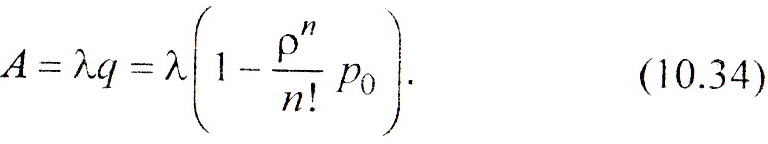 A = λq = λ(1 − ρⁿ/n! p₀). (10.34)